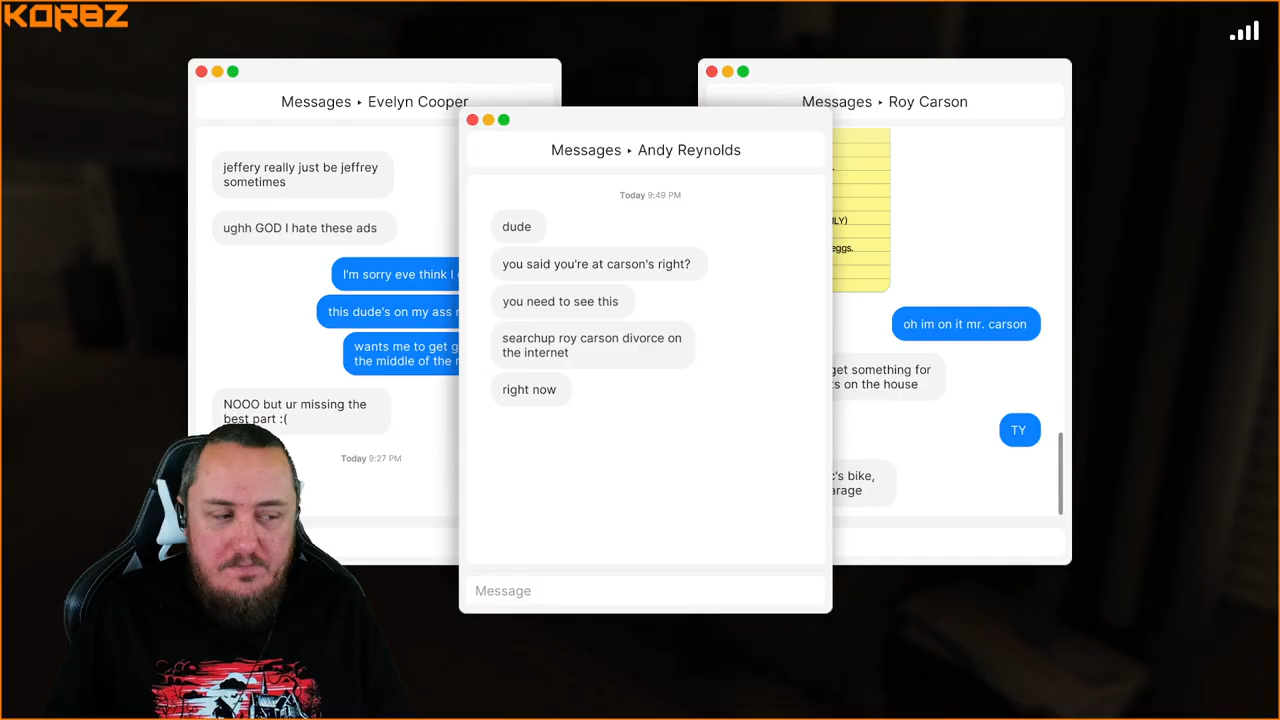 KORBZ
Messages ▸ Evelyn Cooper
jeffery really just be jeffrey
sometimes
ughh GOD I hate these ads
I'm sorry eve think I
this dude's on my ass
wants me to get g
the middle of the
NOOO but ur missing the
best part :(
Today 9:27 PM
Messages ▸ Andy Reynolds
Today 9:49 PM
dude
you said you're at carson's right?
you need to see this
searchup roy carson divorce on
the internet
right now
Message
Messages ▸ Roy Carson
ILY)
eggs.
oh im on it mr. carson
get something for
s on the house
TY
c's bike,
arage